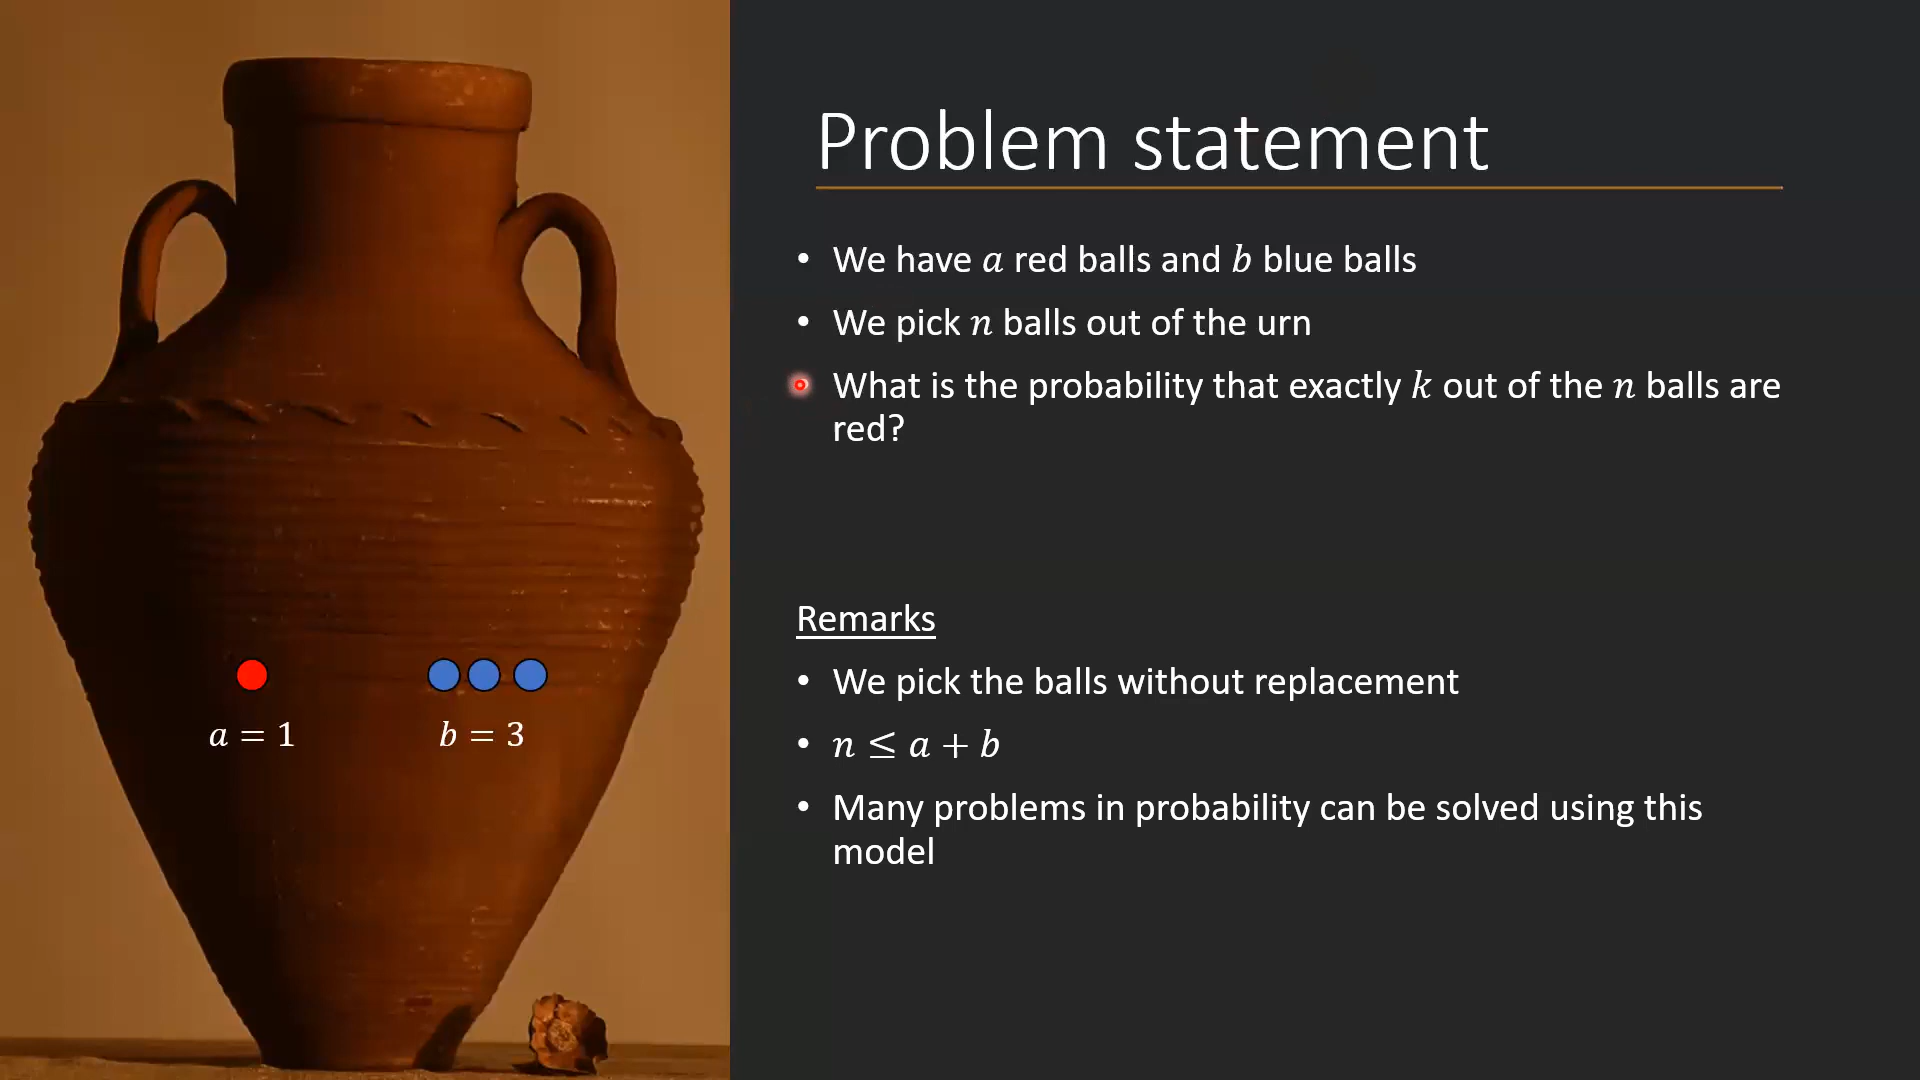 Problem statement
• We have a red balls and b blue balls
• We pick n balls out of the urn
What is the probability that exactly k out of the n balls are
red?
a = 1
b = 3
Remarks
• We pick the balls without replacement
• n ≤ a + b
• Many problems in probability can be solved using this
model